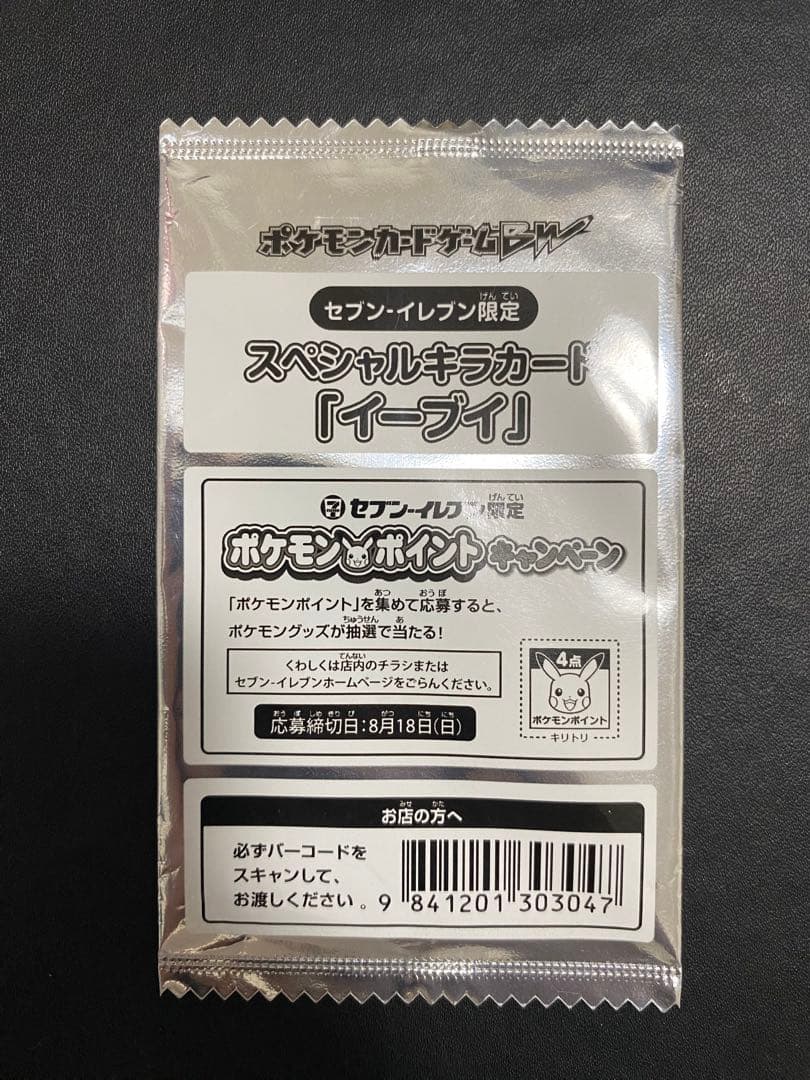 ポケモンカードゲームBW
セブン-イレブン限定
スペシャルキラカード
「イーブイ」
セブン-イレブン限定
ポケモンポイントキャンペーン
「ポケモンポイント」を集めて応募すると、
ポケモングッズが抽選で当たる!
くわしくは店内のチラシまたは
セブン-イレブンホームページをごらんください。
応募締切日:8月18日(日)
4点
ポケモンポイント
キリトリ
お店の方へ
必ずバーコードを
スキャンして、
お渡しください。
9 841201 303047